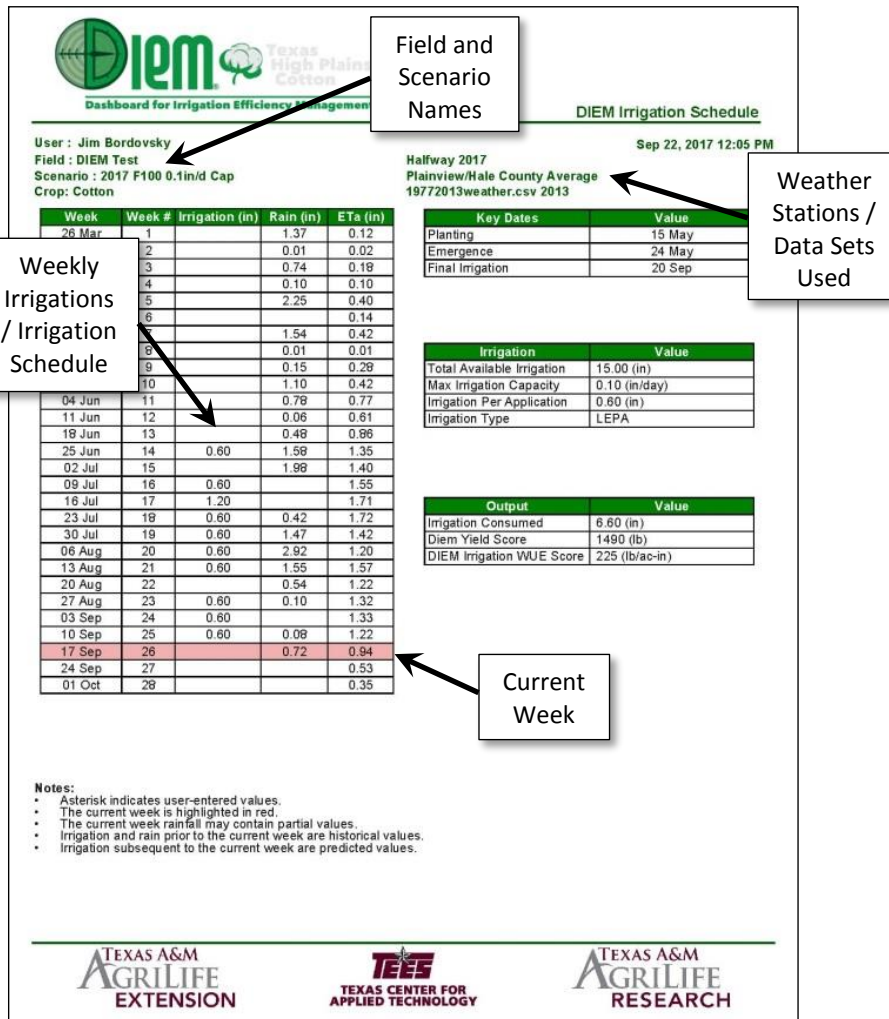 Diem
Texas
High Plains
Cotton
Dashboard for Irrigation Efficiency Management
Field and
Scenario
Names
DIEM Irrigation Schedule
User : Jim Bordovsky
Field : DIEM Test
Scenario : 2017 F100 0.1in/d Cap
Crop: Cotton
Sep 22, 2017 12:05 PM
Halfway 2017
Plainview/Hale County Average
19772013weather.csv 2013
Weather
Stations /
Data Sets
Used
Week Week # Irrigation (in) Rain (in) ETa (in)
26 Mar 1 1.37 0.12
2 0.01 0.02
3 0.74 0.18
4 0.10 0.10
5 2.25 0.40
6 0.14
1.54 0.42
8 0.01 0.01
9 0.15 0.28
10 1.10 0.42
04 Jun 11 0.78 0.77
11 Jun 12 0.06 0.61
18 Jun 13 0.48 0.86
25 Jun 14 0.60 1.58 1.35
02 Jul 15 1.98 1.40
09 Jul 16 0.60 1.55
16 Jul 17 1.20 1.71
23 Jul 18 0.60 0.42 1.72
30 Jul 19 0.60 1.47 1.42
06 Aug 20 0.60 2.92 1.20
13 Aug 21 0.60 1.55 1.57
20 Aug 22 0.54 1.22
27 Aug 23 0.60 0.10 1.32
03 Sep 24 0.60 1.33
10 Sep 25 0.60 0.08 1.22
17 Sep 26 0.72 0.94
24 Sep 27 0.53
01 Oct 28 0.35
Weekly
Irrigations
/ Irrigation
Schedule
Key Dates Value
Planting 15 May
Emergence 24 May
Final Irrigation 20 Sep
Irrigation Value
Total Available Irrigation 15.00 (in)
Max Irrigation Capacity 0.10 (in/day)
Irrigation Per Application 0.60 (in)
Irrigation Type LEPA
Output Value
Irrigation Consumed 6.60 (in)
Diem Yield Score 1490 (lb)
DIEM Irrigation WUE Score 225 (lb/ac-in)
Current
Week
Notes:
• Asterisk indicates user-entered values.
• The current week is highlighted in red.
• The current week rainfall may contain partial values.
• Irrigation and rain prior to the current week are historical values.
• Irrigation subsequent to the current week are predicted values.
TEXAS A&M
AGRILIFE
EXTENSION
TEES
TEXAS CENTER FOR
APPLIED TECHNOLOGY
TEXAS A&M
AGRILIFE
RESEARCH